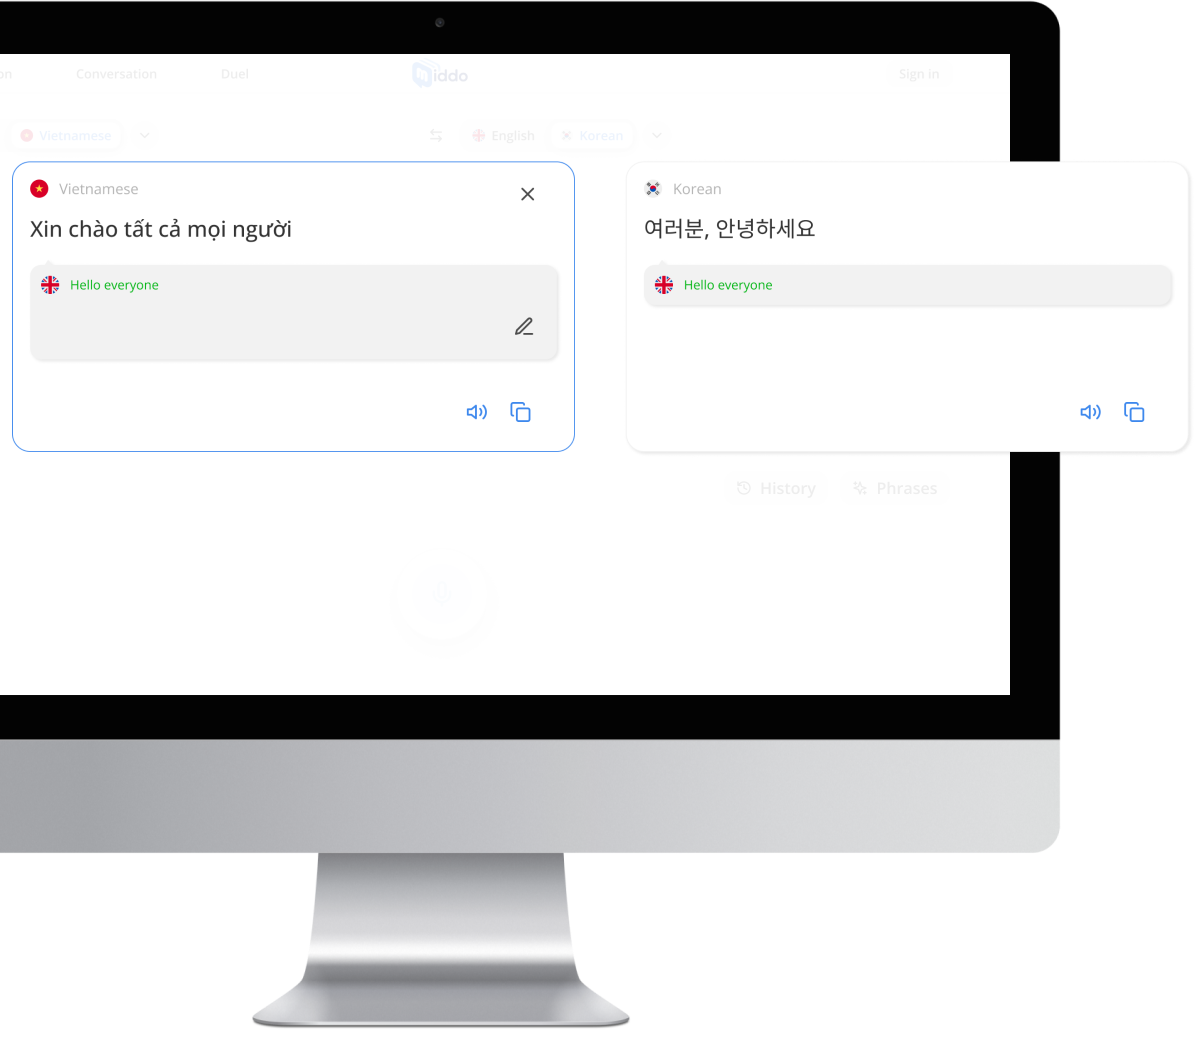 on Conversation Duel middo Sign In
Vietnamese English Korean
Vietnamese
Xin chào tất cả mọi người
Hello everyone
Korean
여러분, 안녕하세요
Hello everyone
History Phrases